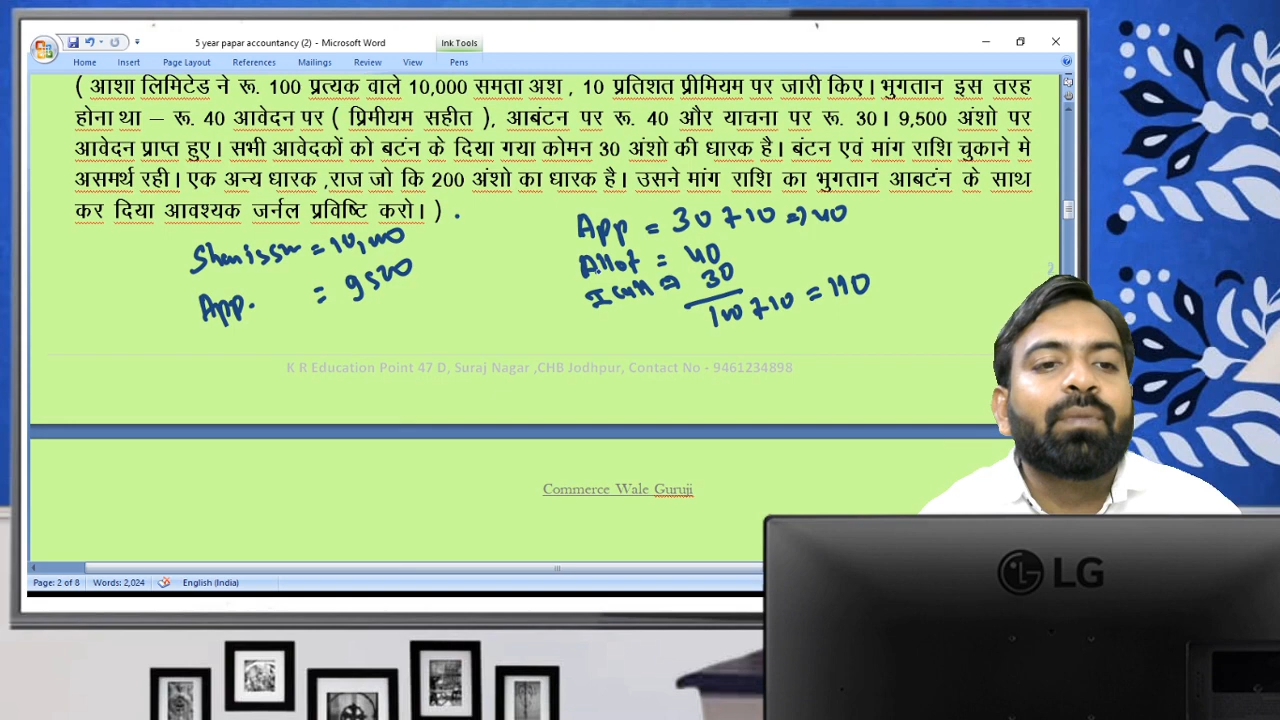 5 year papar accountancy (2) - Microsoft Word
Ink Tools
Home Insert Page Layout References Mailings Review View Pens
( आशा लिमिटेड ने रू. 100 प्रत्यक वाले 10,000 समता अश , 10 प्रतिशत प्रीमियम पर जारी किए। भुगतान इस तरह
होना था – रू. 40 आवेदन पर ( प्रिमीयम सहीत ), आबंटन पर रू. 40 और याचना पर रू. 30। 9,500 अंशो पर
आवेदन प्राप्त हुए। सभी आवेदकों को बटंन के दिया गया कोमन 30 अंशो की धारक है। बंटन एवं मांग राशि चुकाने मे
असमर्थ रही। एक अन्य धारक ,राज जो कि 200 अंशो का धारक है। उसने मांग राशि का भुगतान आबटंन के साथ
कर दिया आवश्यक जर्नल प्रविष्टि करो। ) .
App = 30+10 ⇒ 40
= 10,000
Allot = 40
2
App. = 9500
I Call ⇒ 30
100+10 = 110
K R Education Point 47 D, Suraj Nagar ,CHB Jodhpur, Contact No - 9461234898
Commerce Wale Guruji
Page: 2 of 8 Words: 2,024 English (India)
LG